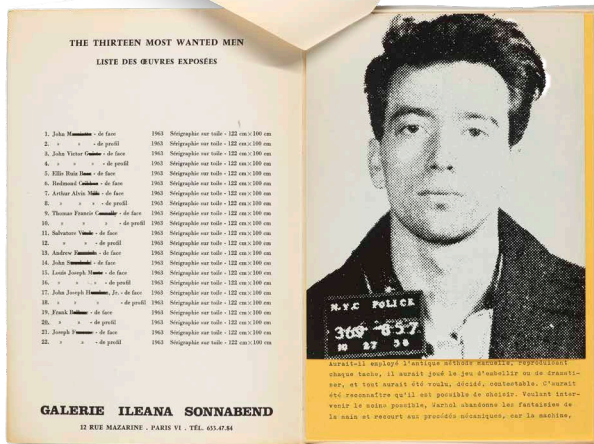 THE THIRTEEN MOST WANTED MEN
LISTE DES ŒUVRES EXPOSÉES
1. John - de face 1963 Sérigraphie sur toile - 122 cm×100 cm
2. » » - de profil 1963 Sérigraphie sur toile - 122 cm×100 cm
3. John Victor - de face 1963 Sérigraphie sur toile - 122 cm×100 cm
4. » » » - de profil 1963 Sérigraphie sur toile - 122 cm×100 cm
5. Ellis Ruiz - de face 1963 Sérigraphie sur toile - 122 cm×100 cm
6. Redmond - de face 1963 Sérigraphie sur toile - 122 cm×100 cm
7. Arthur Alvin - de face 1963 Sérigraphie sur toile - 122 cm×100 cm
8. » » » - de profil 1963 Sérigraphie sur toile - 122 cm×100 cm
9. Thomas Francis - de face 1963 Sérigraphie sur toile - 122 cm×100 cm
10. » » » - de profil 1963 Sérigraphie sur toile - 122 cm×100 cm
11. Salvatore - de face 1963 Sérigraphie sur toile - 122 cm×100 cm
12. » » - de profil 1963 Sérigraphie sur toile - 122 cm×100 cm
13. Andrew - de face 1963 Sérigraphie sur toile - 122 cm×100 cm
14. John - de face 1963 Sérigraphie sur toile - 122 cm×100 cm
15. Louis Joseph - de face 1963 Sérigraphie sur toile - 122 cm×100 cm
16. » » » - de profil 1963 Sérigraphie sur toile - 122 cm×100 cm
17. John Joseph Jr. - de face 1963 Sérigraphie sur toile - 122 cm×100 cm
18. » » » - de profil 1963 Sérigraphie sur toile - 122 cm×100 cm
19. Frank - de face 1963 Sérigraphie sur toile - 122 cm×100 cm
20. » » - de profil 1963 Sérigraphie sur toile - 122 cm×100 cm
21. Joseph - de face 1963 Sérigraphie sur toile - 122 cm×100 cm
22. » » - de profil 1963 Sérigraphie sur toile - 122 cm×100 cm
GALERIE ILEANA SONNABEND
12 RUE MAZARINE . PARIS VI . TÉL. 633.47.84
N.Y.C POLICE
369 857
10 27 58
Aurait-il employé l'antique méthode manuelle, reproduisant
chaque tache, il aurait joué le jeu d'embellir ou de dramati-
ser, et tout aurait été voulu, décidé, contestable. C'aurait
été reconnaître qu'il est possible de choisir. Voulant inter-
venir le moins possible, Warhol abandonne les fantaisies de
la main et recourt aux procédés mécaniques, car la machine,